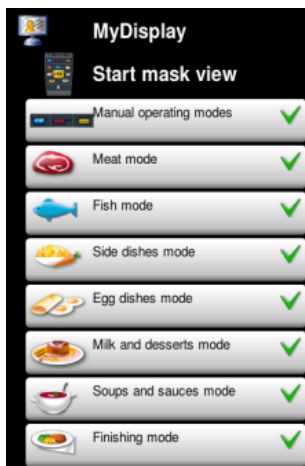 MyDisplay
Start mask view
Manual operating modes
Meat mode
Fish mode
Side dishes mode
Egg dishes mode
Milk and desserts mode
Soups and sauces mode
Finishing mode